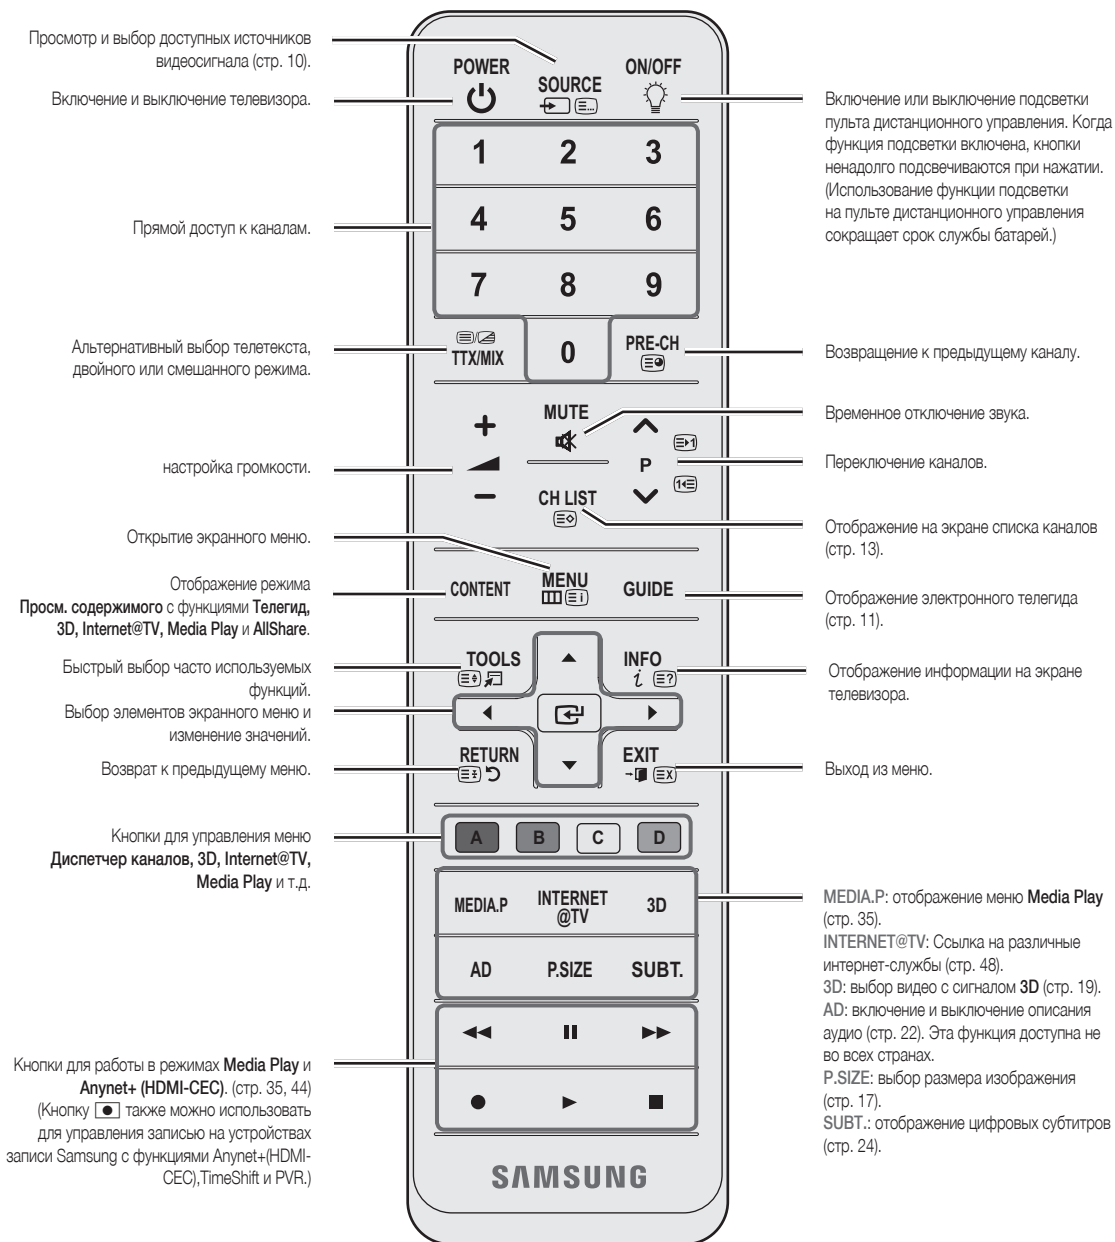 Просмотр и выбор доступных источников
видеосигнала (стр. 10).
Включение и выключение телевизора.
Прямой доступ к каналам.
Альтернативный выбор телетекста,
двойного или смешанного режима.
настройка громкости.
Открытие экранного меню.
Отображение режима
Просм. содержимого с функциями Телегид,
3D, Internet@TV, Media Play и AllShare.
Быстрый выбор часто используемых
функций.
Выбор элементов экранного меню и
изменение значений.
Возврат к предыдущему меню.
Кнопки для управления меню
Диспетчер каналов, 3D, Internet@TV,
Media Play и т.д.
Кнопки для работы в режимах Media Play и
Anynet+ (HDMI-CEC). (стр. 35, 44)
(Кнопку также можно использовать
для управления записью на устройствах
записи Samsung с функциями Anynet+(HDMI-
CEC),TimeShift и PVR.)
POWER
SOURCE
ON/OFF
1 2 3
4 5 6
7 8 9
TTX/MIX
0
PRE-CH
MUTE
P
CH LIST
CONTENT
MENU
GUIDE
TOOLS
INFO
RETURN
EXIT
A B C D
MEDIA.P
INTERNET
@TV
3D
AD
P.SIZE
SUBT.
SAMSUNG
Включение или выключение подсветки
пульта дистанционного управления. Когда
функция подсветки включена, кнопки
ненадолго подсвечиваются при нажатии.
(Использование функции подсветки
на пульте дистанционного управления
сокращает срок службы батарей.)
Возвращение к предыдущему каналу.
Временное отключение звука.
Переключение каналов.
Отображение на экране списка каналов
(стр. 13).
Отображение электронного телегида
(стр. 11).
Отображение информации на экране
телевизора.
Выход из меню.
MEDIA.P: отображение меню Media Play
(стр. 35).
INTERNET@TV: Ссылка на различные
интернет-службы (стр. 48).
3D: выбор видео с сигналом 3D (стр. 19).
AD: включение и выключение описания
аудио (стр. 22). Эта функция доступна не
во всех странах.
P.SIZE: выбор размера изображения
(стр. 17).
SUBT.: отображение цифровых субтитров
(стр. 24).